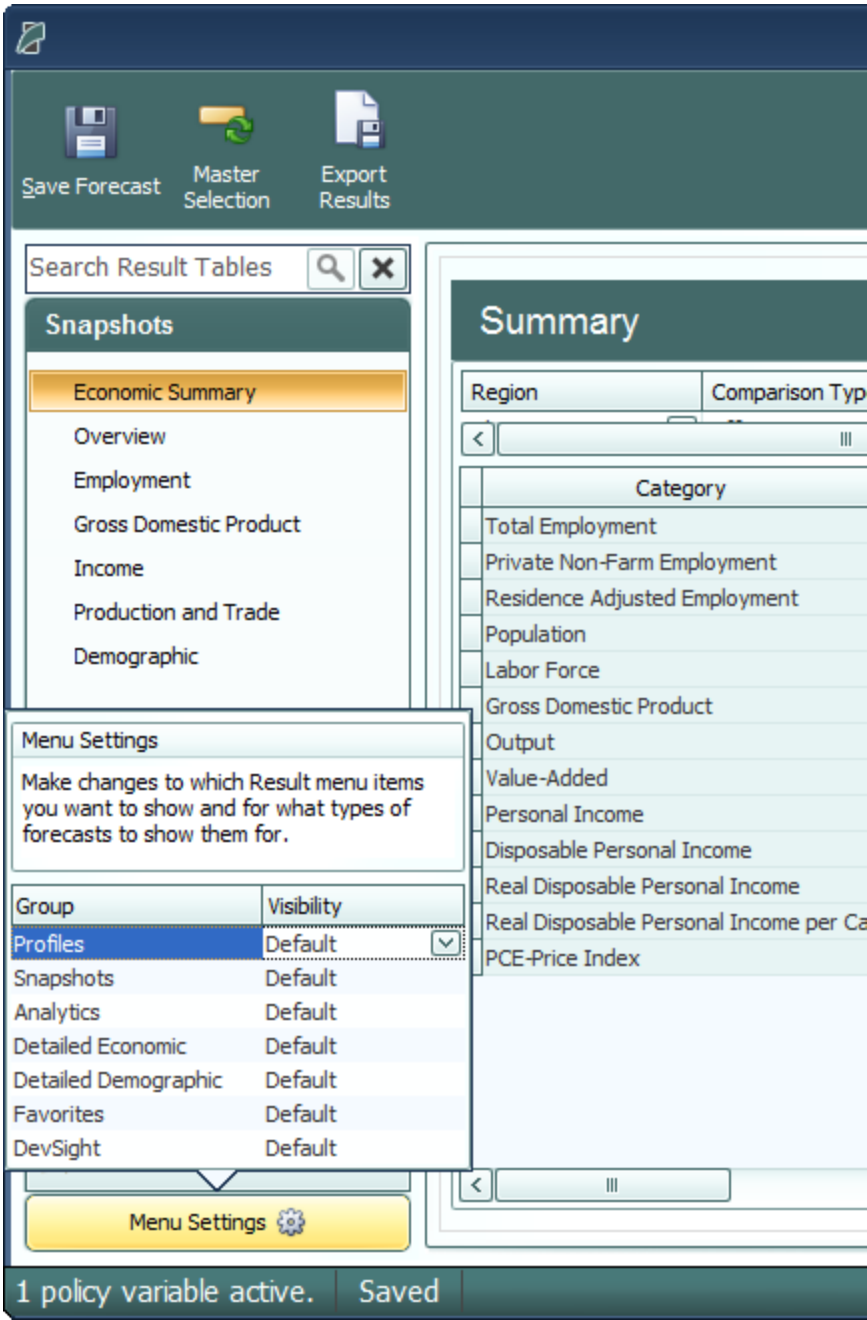 Save Forecast
Master
Selection
Export
Results
Search Result Tables
Snapshots
Economic Summary
Overview
Employment
Gross Domestic Product
Income
Production and Trade
Demographic
Summary
Region
Comparison Typ
Category
Total Employment
Private Non-Farm Employment
Residence Adjusted Employment
Population
Labor Force
Gross Domestic Product
Output
Value-Added
Personal Income
Disposable Personal Income
Real Disposable Personal Income
Real Disposable Personal Income per Ca
PCE-Price Index
Menu Settings
Make changes to which Result menu items
you want to show and for what types of
forecasts to show them for.
Group Visibility
Profiles Default
Snapshots Default
Analytics Default
Detailed Economic Default
Detailed Demographic Default
Favorites Default
DevSight Default
Menu Settings
1 policy variable active. Saved